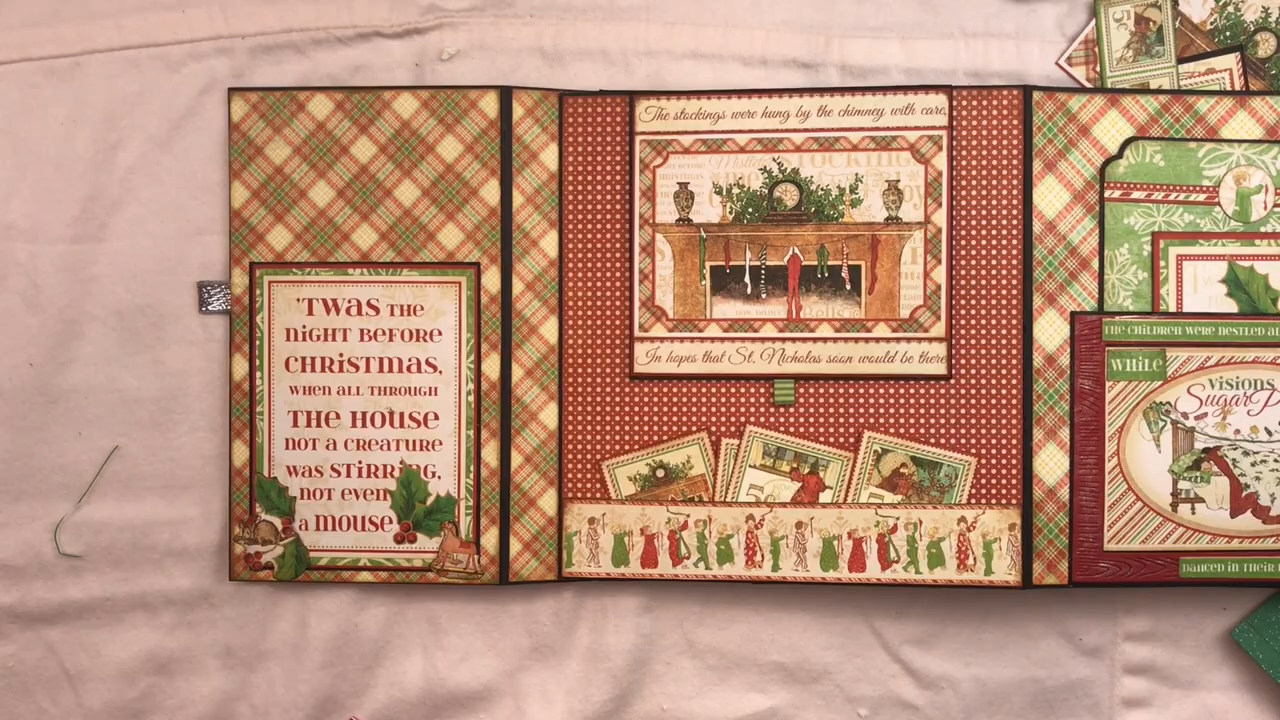 'TWAS THE
NIGHT BEFORE
CHRISTMAS,
WHEN ALL THROUGH
THE HOUSE
NOT A CREATURE
WAS STIRRING,
NOT EVEN
a MOUSE
The stockings were hung by the chimney with care,
In hopes that St. Nicholas soon would be there
THE CHILDREN WERE NESTLED
WHILE
visions
Sugar
DANCED IN THEIR